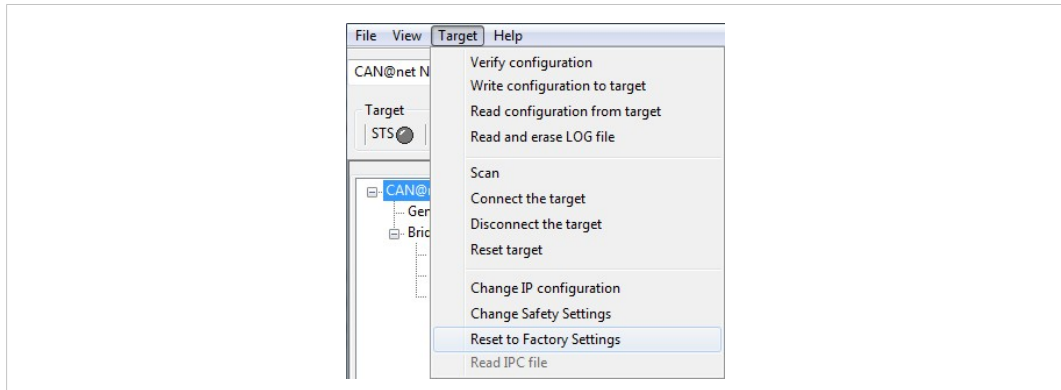 File View Target Help
CAN@net N
Target
STS
CAN@
Verify configuration
Write configuration to target
Read configuration from target
Read and erase LOG file
Scan
Connect the target
Disconnect the target
Reset target
Change IP configuration
Change Safety Settings
Reset to Factory Settings
Read IPC file